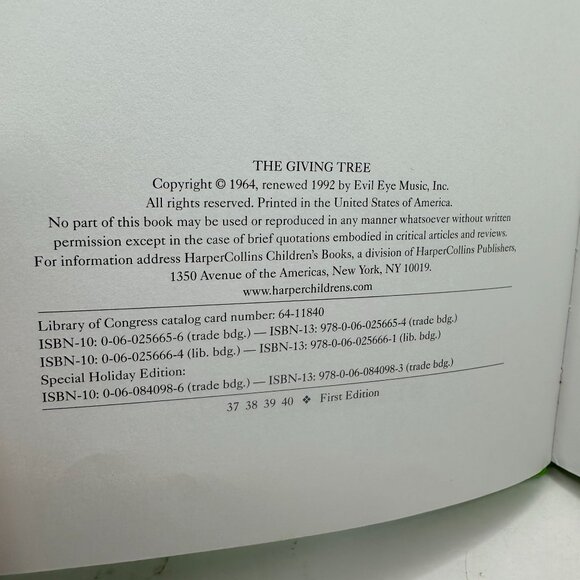 THE GIVING TREE
Copyright © 1964, renewed 1992 by Evil Eye Music, Inc.
All rights reserved. Printed in the United States of America.
No part of this book may be used or reproduced in any manner whatsoever without written
permission except in the case of brief quotations embodied in critical articles and reviews.
For information address HarperCollins Children's Books, a division of HarperCollins Publishers,
1350 Avenue of the Americas, New York, NY 10019.
www.harperchildrens.com
Library of Congress catalog card number: 64-11840
ISBN-10: 0-06-025665-6 (trade bdg.) — ISBN-13: 978-0-06-025665-4 (trade bdg.)
ISBN-10: 0-06-025666-4 (lib. bdg.) — ISBN-13: 978-0-06-025666-1 (lib. bdg.)
Special Holiday Edition:
ISBN-10: 0-06-084098-6 (trade bdg.) — ISBN-13: 978-0-06-084098-3 (trade bdg.)
37 38 39 40 ❖ First Edition